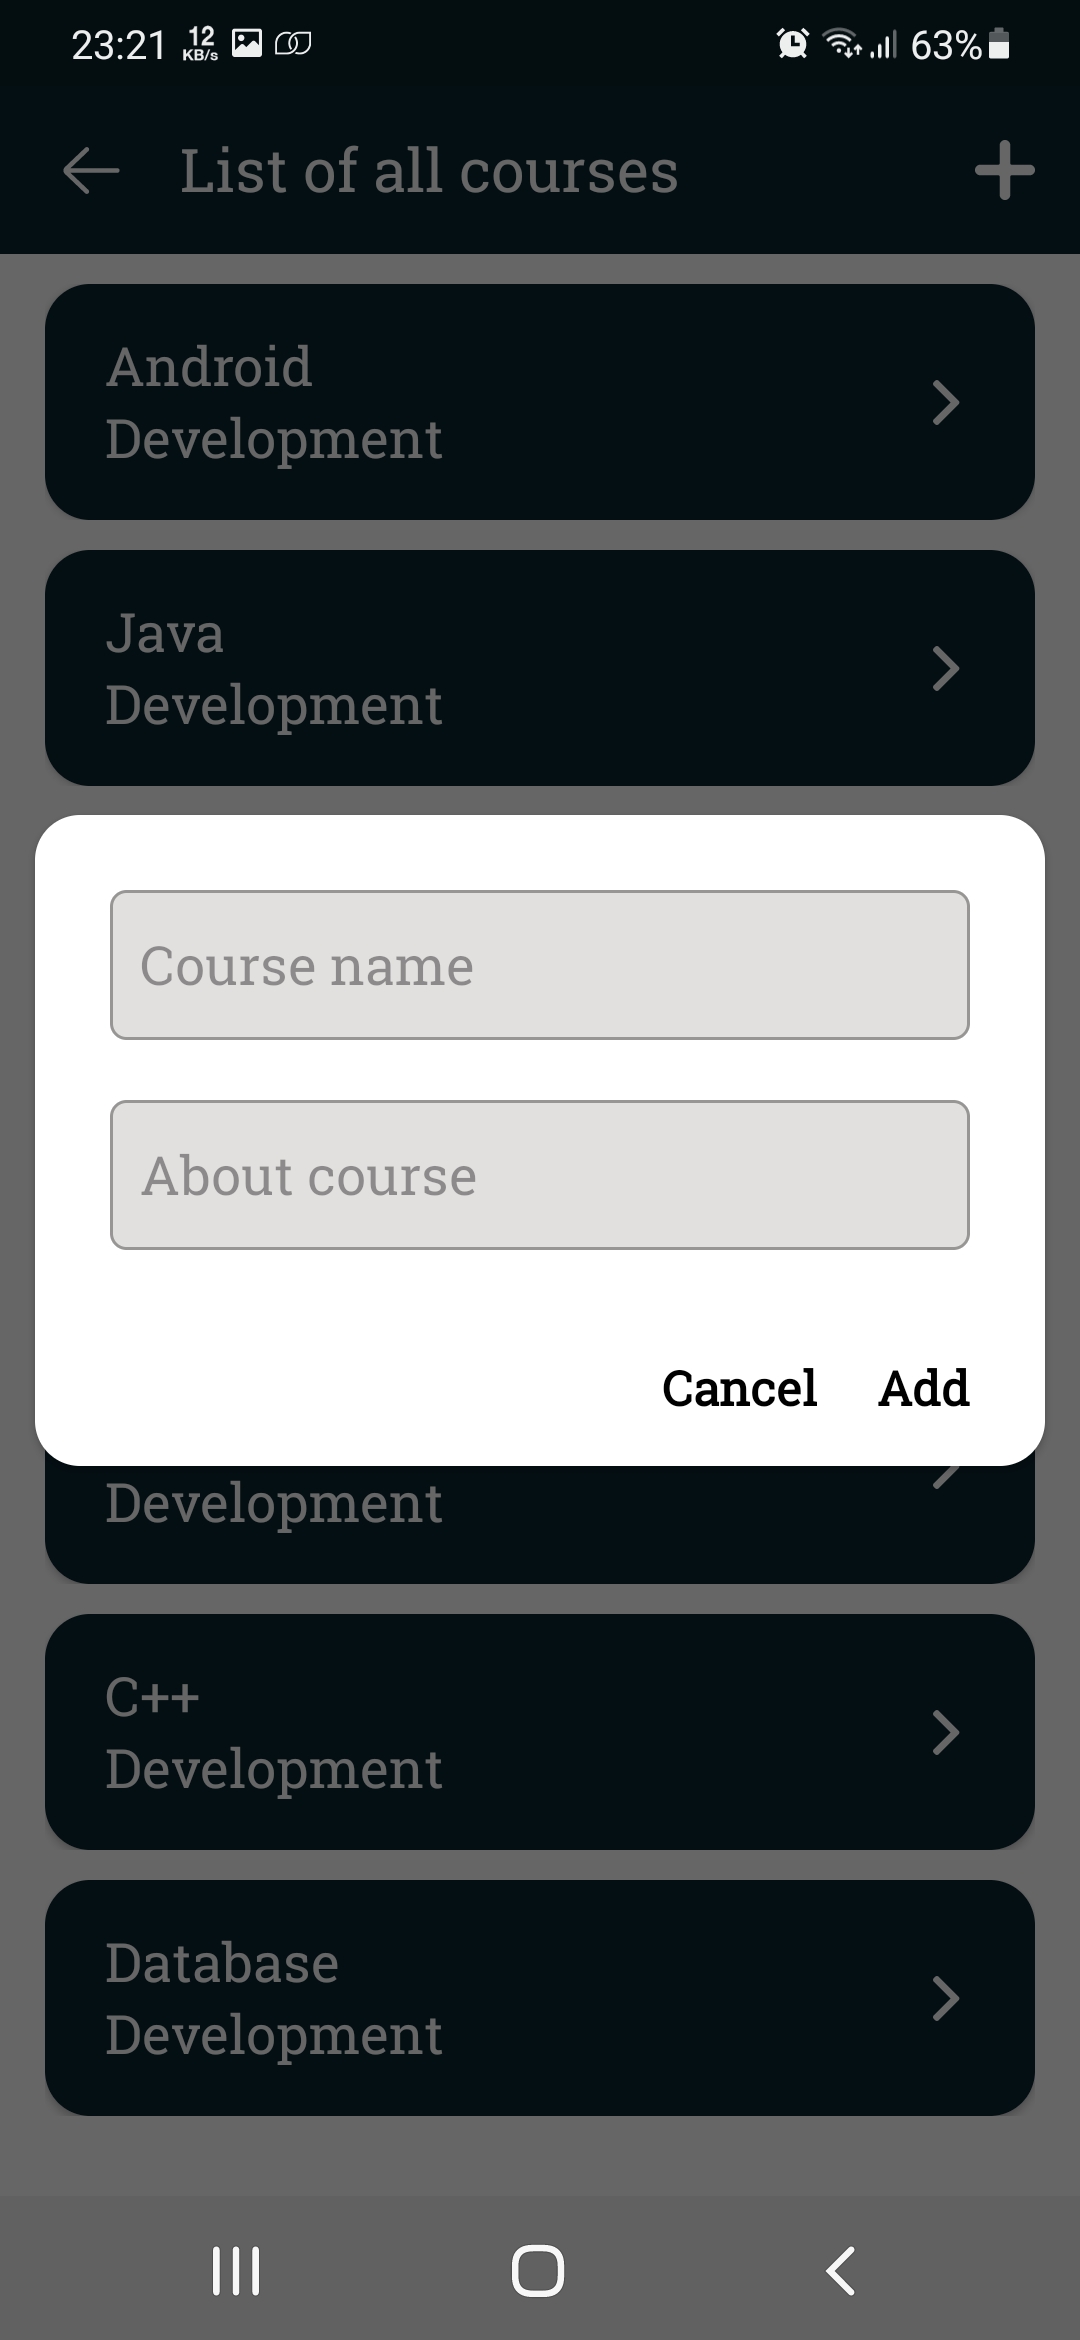 23:21 12 KB/s 63%
List of all courses
Android
Development
Java
Development
Course name
About course
Cancel Add
Development
C++
Development
Database
Development